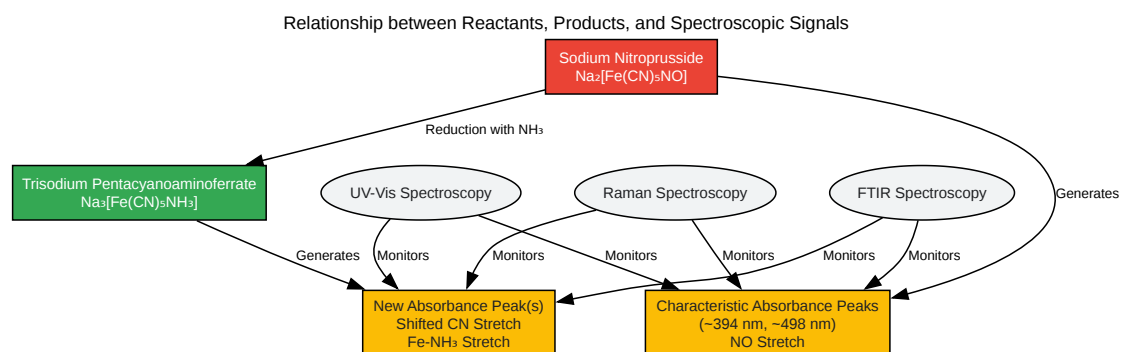 Relationship between Reactants, Products, and Spectroscopic Signals
Sodium Nitroprusside
Na₂[Fe(CN)₅NO]
Reduction with NH₃
Trisodium Pentacyanoaminoferrate
Na₃[Fe(CN)₅NH₃]
UV-Vis Spectroscopy
Raman Spectroscopy
FTIR Spectroscopy
Generates
Generates
Monitors
Monitors
Monitors
Monitors
Monitors
Monitors
New Absorbance Peak(s)
Shifted CN Stretch
Fe-NH₃ Stretch
Characteristic Absorbance Peaks
(~394 nm, ~498 nm)
NO Stretch